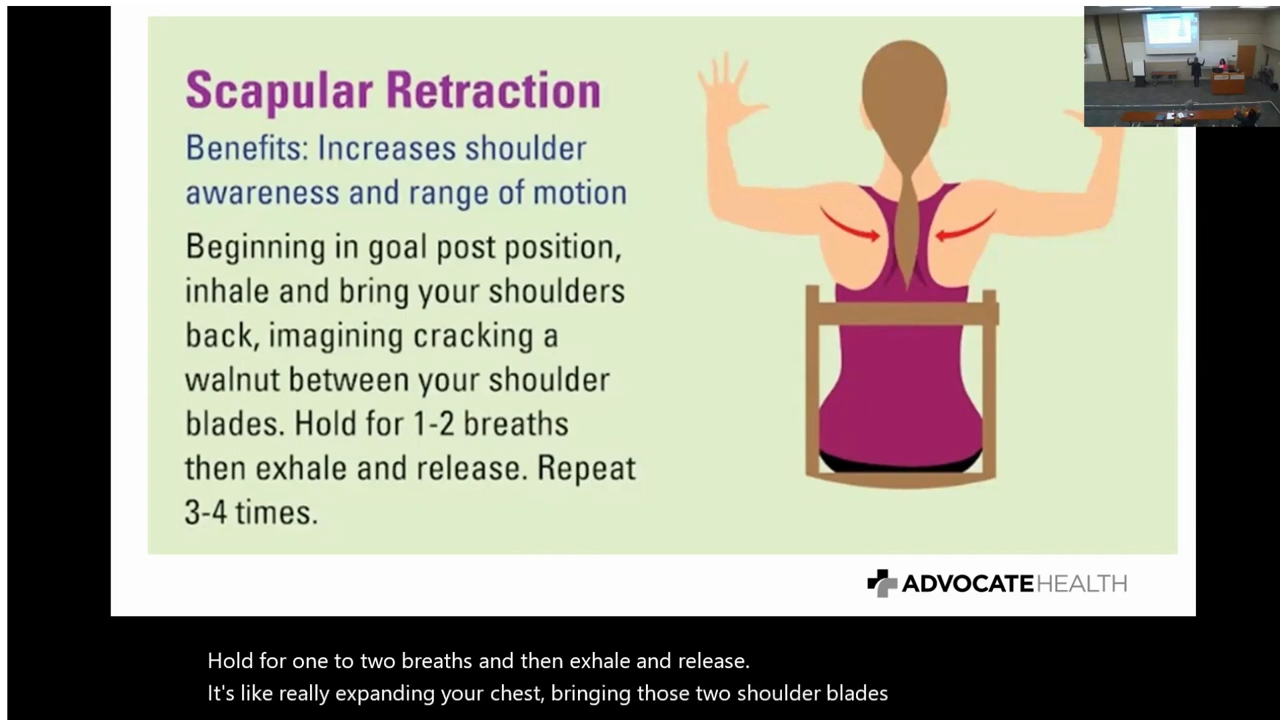 Scapular Retraction
Benefits: Increases shoulder
awareness and range of motion
Beginning in goal post position,
inhale and bring your shoulders
back, imagining cracking a
walnut between your shoulder
blades. Hold for 1-2 breaths
then exhale and release. Repeat
3-4 times.
ADVOCATEHEALTH
Hold for one to two breaths and then exhale and release.
It's like really expanding your chest, bringing those two shoulder blades